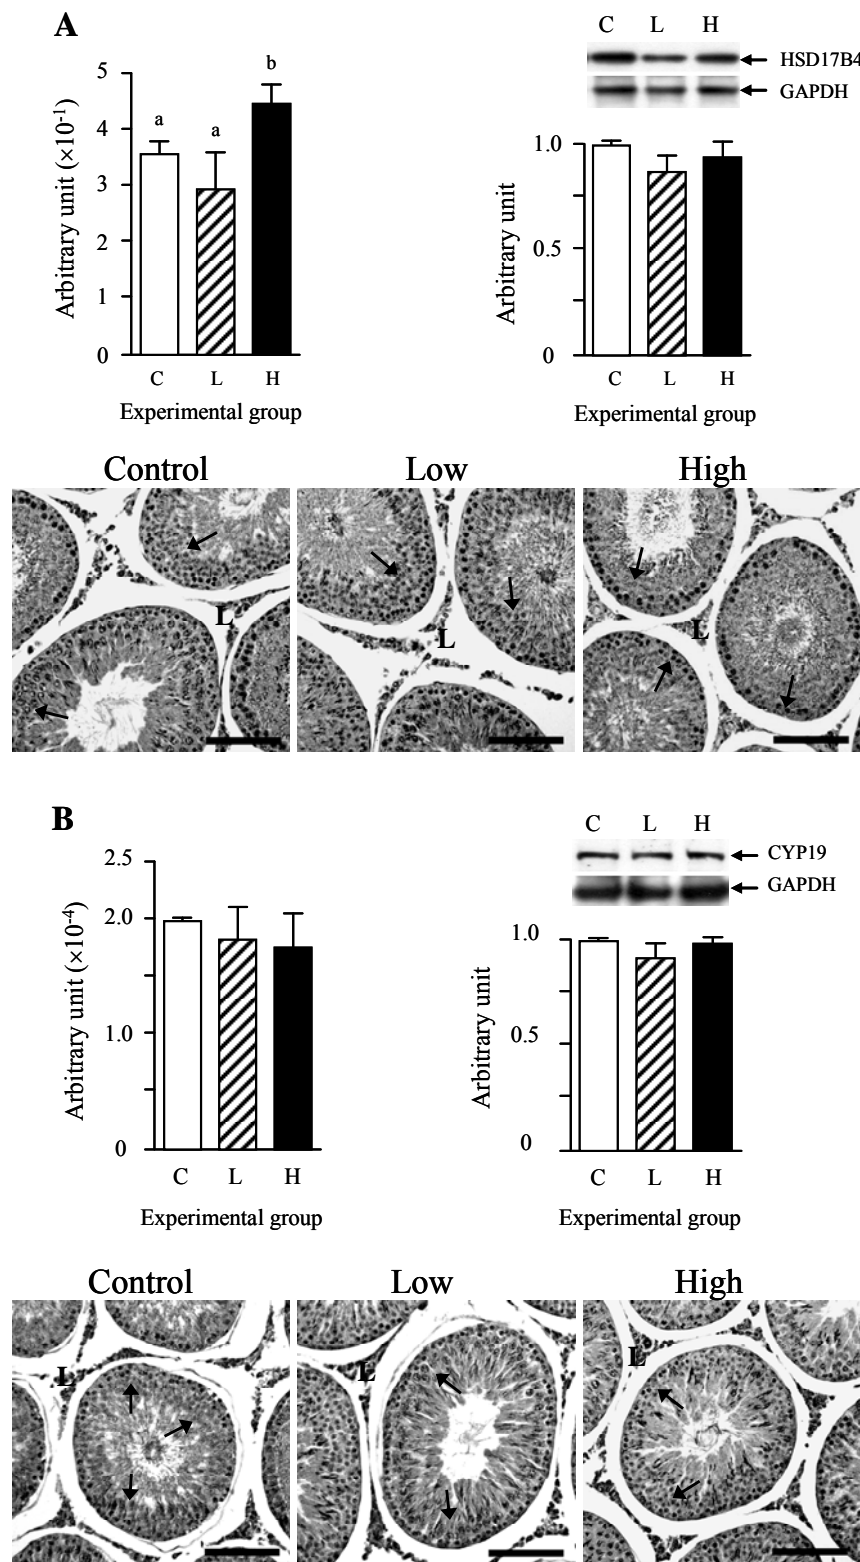 A
C L H
HSD17B4
GAPDH
Arbitrary unit (×10-1)
5
4
3
2
1
0
a a b
C L H
Experimental group
Arbitrary unit
1.0
0.5
0
C L H
Experimental group
Control Low High
L L L
B
C L H
CYP19
GAPDH
Arbitrary unit (×10-4)
2.5
2.0
1.0
0
C L H
Experimental group
Arbitrary unit
1.0
0.5
0
C L H
Experimental group
Control Low High
L L L